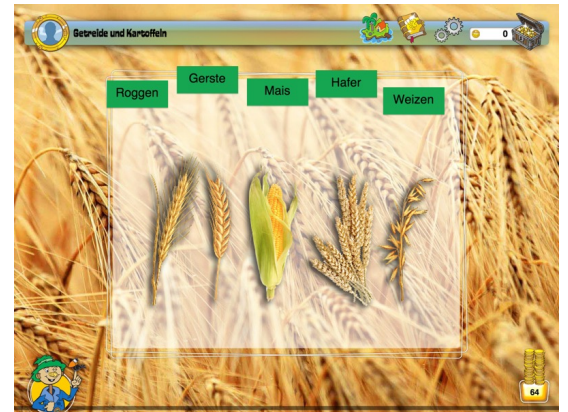 Getreide und Kartoffeln
0
Roggen
Gerste
Mais
Hafer
Weizen
64